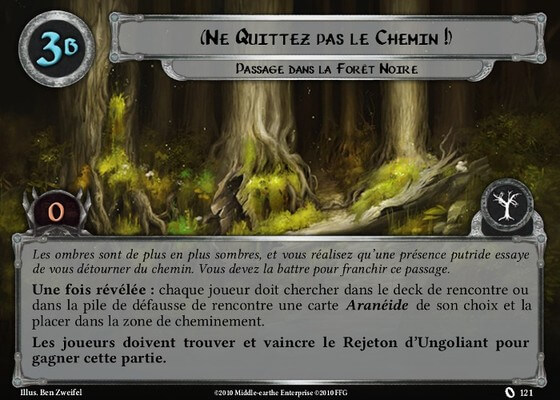 3B
(Ne Quittez pas le Chemin !)
Passage dans la Forêt Noire
0
Les ombres sont de plus en plus sombres, et vous réalisez qu'une présence putride essaye
de vous détourner du chemin. Vous devez la battre pour franchir ce passage.
Une fois révélée : chaque joueur doit chercher dans le deck de rencontre ou
dans la pile de défausse de rencontre une carte Aranéide de son choix et la
placer dans la zone de cheminement.
Les joueurs doivent trouver et vaincre le Rejeton d'Ungoliant pour
gagner cette partie.
Illus. Ben Zweifel ©2010 Middle-earthe Enterprise ©2010 FFG 121